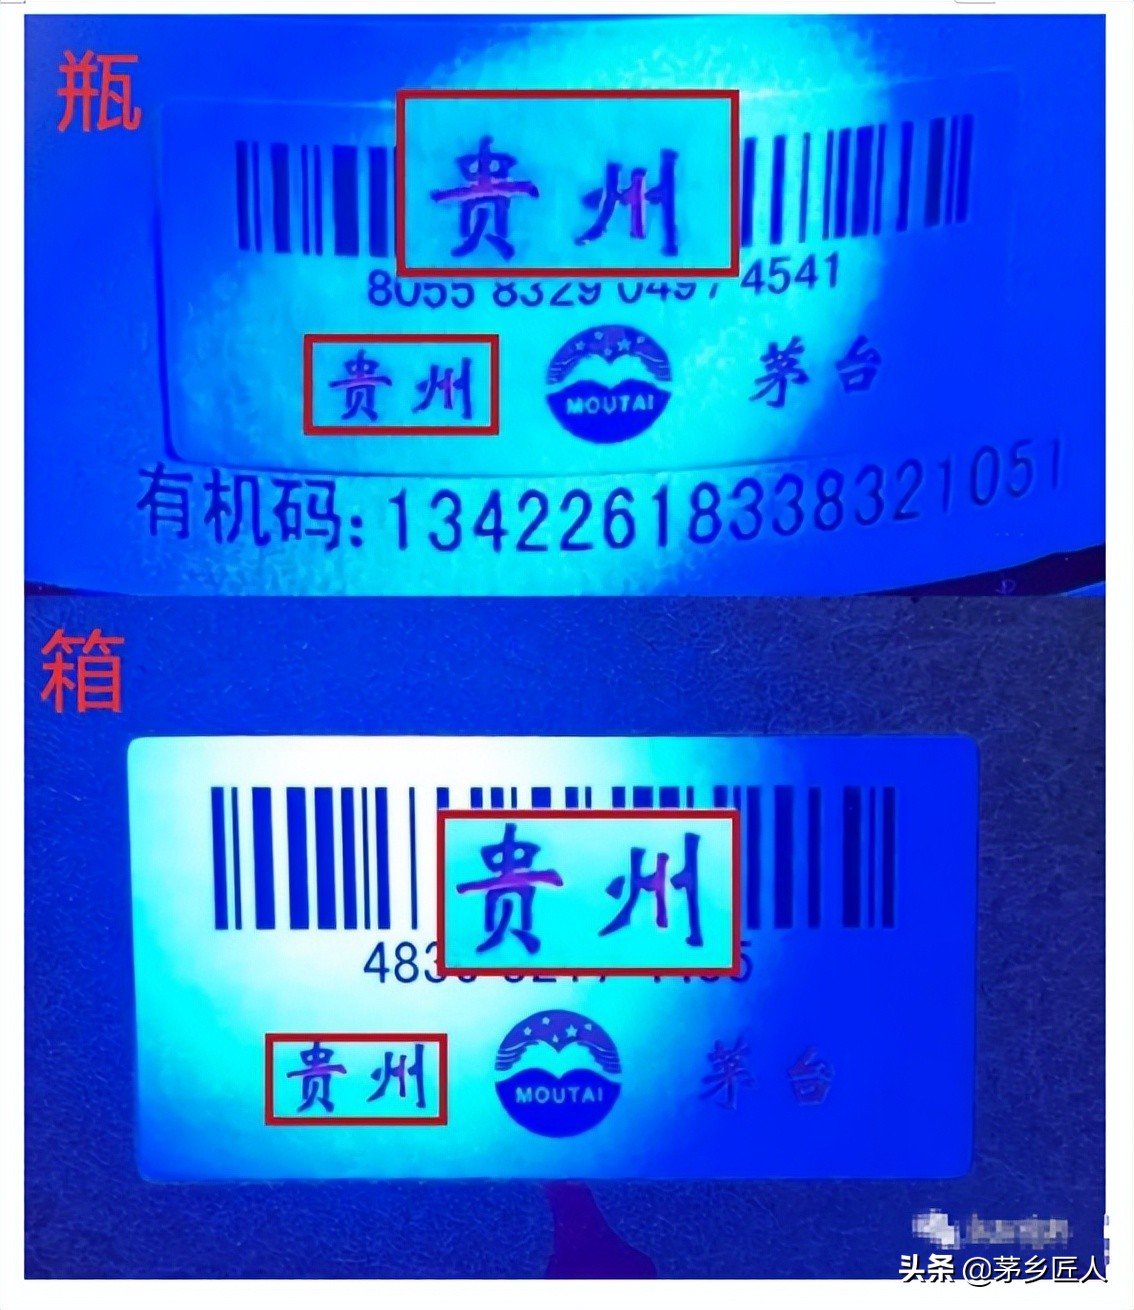 瓶
贵州
8055 8329 0497 4541
贵州 MOUTAI 茅台
有机码:13422618338321051
箱
贵州
贵州 MOUTAI 茅台
头条 @茅乡匠人